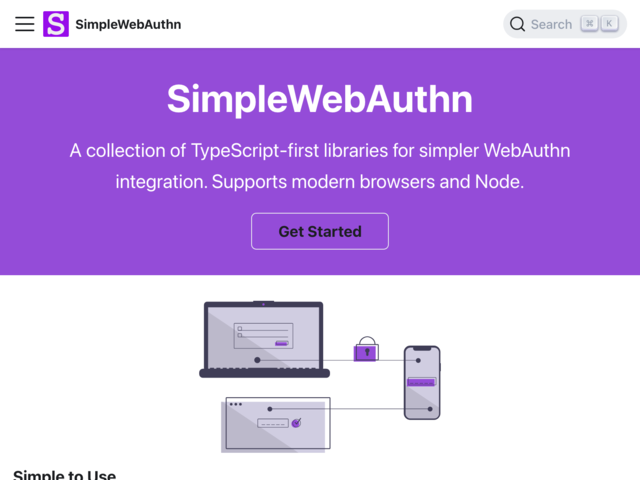 S SimpleWebAuthn
Search ⌘ K
SimpleWebAuthn
A collection of TypeScript-first libraries for simpler WebAuthn
integration. Supports modern browsers and Node.
Get Started
Simple to Use